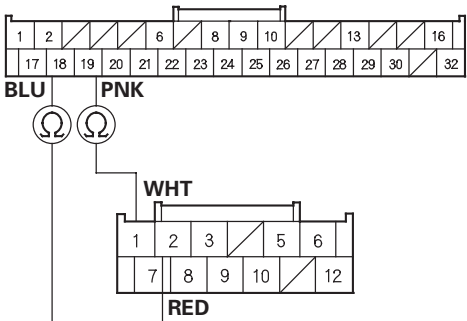 1 2 6 8 9 10 13 16
17 18 19 20 21 22 23 24 25 26 27 28 29 30 32
BLU PNK
Ω Ω
WHT
1 2 3 5 6
7 8 9 10 12
RED